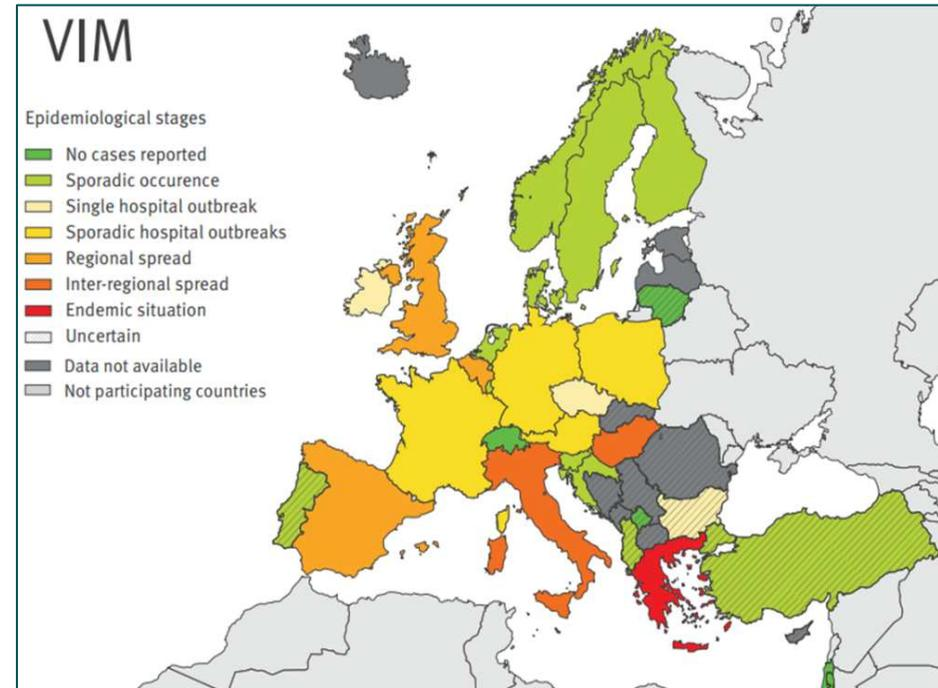 VIM
Epidemiological stages
No cases reported
Sporadic occurence
Single hospital outbreak
Sporadic hospital outbreaks
Regional spread
Inter-regional spread
Endemic situation
Uncertain
Data not available
Not participating countries